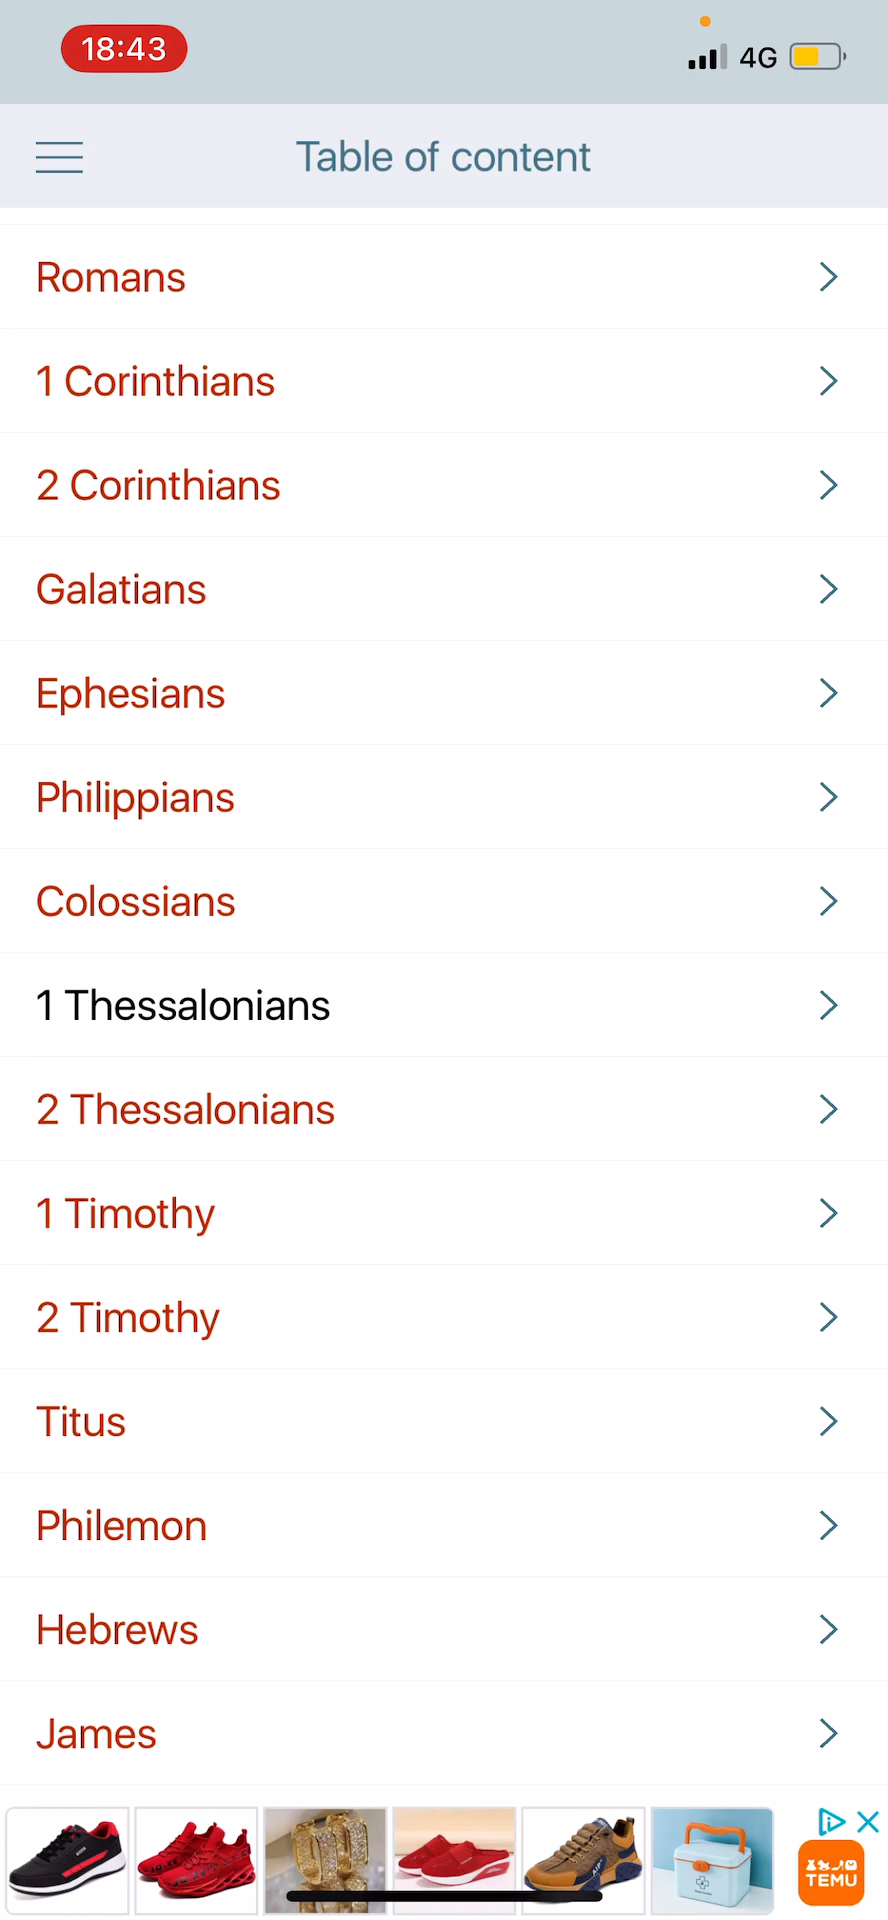 18:43
4G
Table of content
Romans
1 Corinthians
2 Corinthians
Galatians
Ephesians
Philippians
Colossians
1 Thessalonians
2 Thessalonians
1 Timothy
2 Timothy
Titus
Philemon
Hebrews
James
TEMU